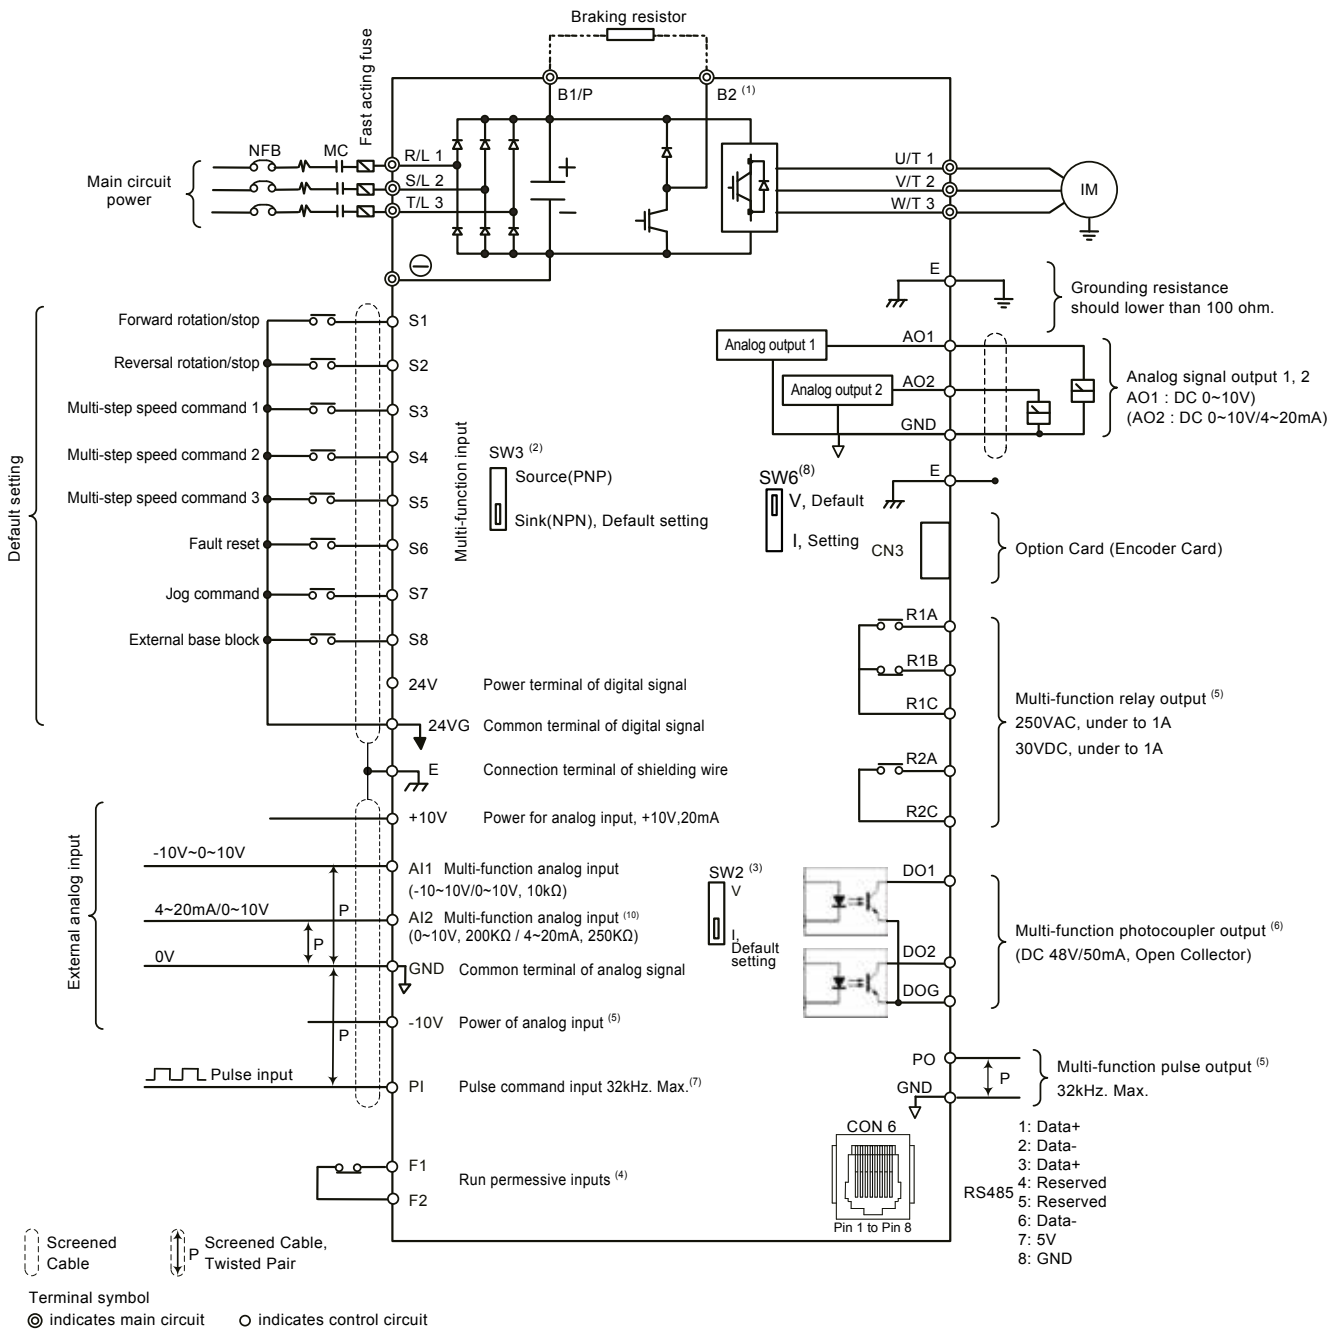 Braking resistor
Fast acting fuse
B1/P
B2 (1)
NFB
MC
R/L 1
S/L 2
T/L 3
Main circuit
power
+
−
U/T 1
V/T 2
W/T 3
IM
E
Grounding resistance
should lower than 100 ohm.
Default setting
Forward rotation/stop
S1
Reversal rotation/stop
S2
Multi-step speed command 1
S3
Multi-step speed command 2
S4
Multi-step speed command 3
S5
Fault reset
S6
Jog command
S7
External base block
S8
Multi-function input
SW3 (2)
Source(PNP)
Sink(NPN), Default setting
24V
Power terminal of digital signal
24VG
Common terminal of digital signal
E
Connection terminal of shielding wire
Analog output 1
AO1
Analog output 2
AO2
GND
Analog signal output 1, 2
AO1 : DC 0~10V)
(AO2 : DC 0~10V/4~20mA)
E
SW6(8)
V, Default
I, Setting
CN3
Option Card (Encoder Card)
R1A
R1B
R1C
R2A
R2C
Multi-function relay output (5)
250VAC, under to 1A
30VDC, under to 1A
External analog input
+10V
Power for analog input, +10V,20mA
-10V~0~10V
AI1 Multi-function analog input
(-10~10V/0~10V, 10kΩ)
P
4~20mA/0~10V
AI2 Multi-function analog input (10)
(0~10V, 200KΩ / 4~20mA, 250KΩ)
P
0V
GND
Common terminal of analog signal
-10V
Power of analog input (5)
P
Pulse input
PI
Pulse command input 32kHz. Max.(7)
SW2 (3)
V
I,
Default
setting
DO1
DO2
DOG
Multi-function photocoupler output (6)
(DC 48V/50mA, Open Collector)
PO
P
GND
Multi-function pulse output (5)
32kHz. Max.
F1
F2
Run permessive inputs (4)
CON 6
Pin 1 to Pin 8
RS485
1: Data+
2: Data-
3: Data+
4: Reserved
5: Reserved
6: Data-
7: 5V
8: GND
Screened
Cable
P
Screened Cable,
Twisted Pair
Terminal symbol
indicates main circuit
indicates control circuit